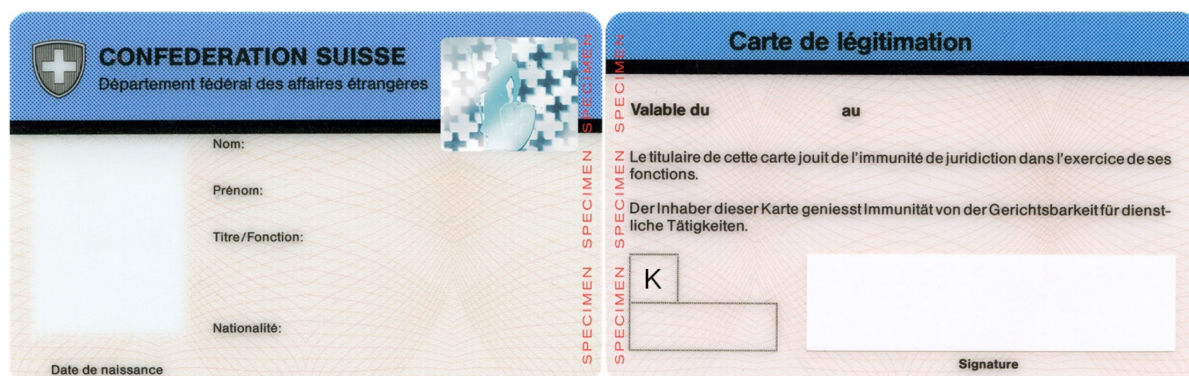 CONFEDERATION SUISSE
Département fédéral des affaires étrangères
Nom:
Prénom:
Titre/Fonction:
Nationalité:
Date de naissance
SPECIMEN SPECIMEN SPECIMEN
Carte de légitimation
SPECIMEN SPECIMEN SPECIMEN
Valable du au
Le titulaire de cette carte jouit de l'immunité de juridiction dans l'exercice de ses
fonctions.
Der Inhaber dieser Karte geniesst Immunität von der Gerichtsbarkeit für dienst-
liche Tätigkeiten.
K
Signature